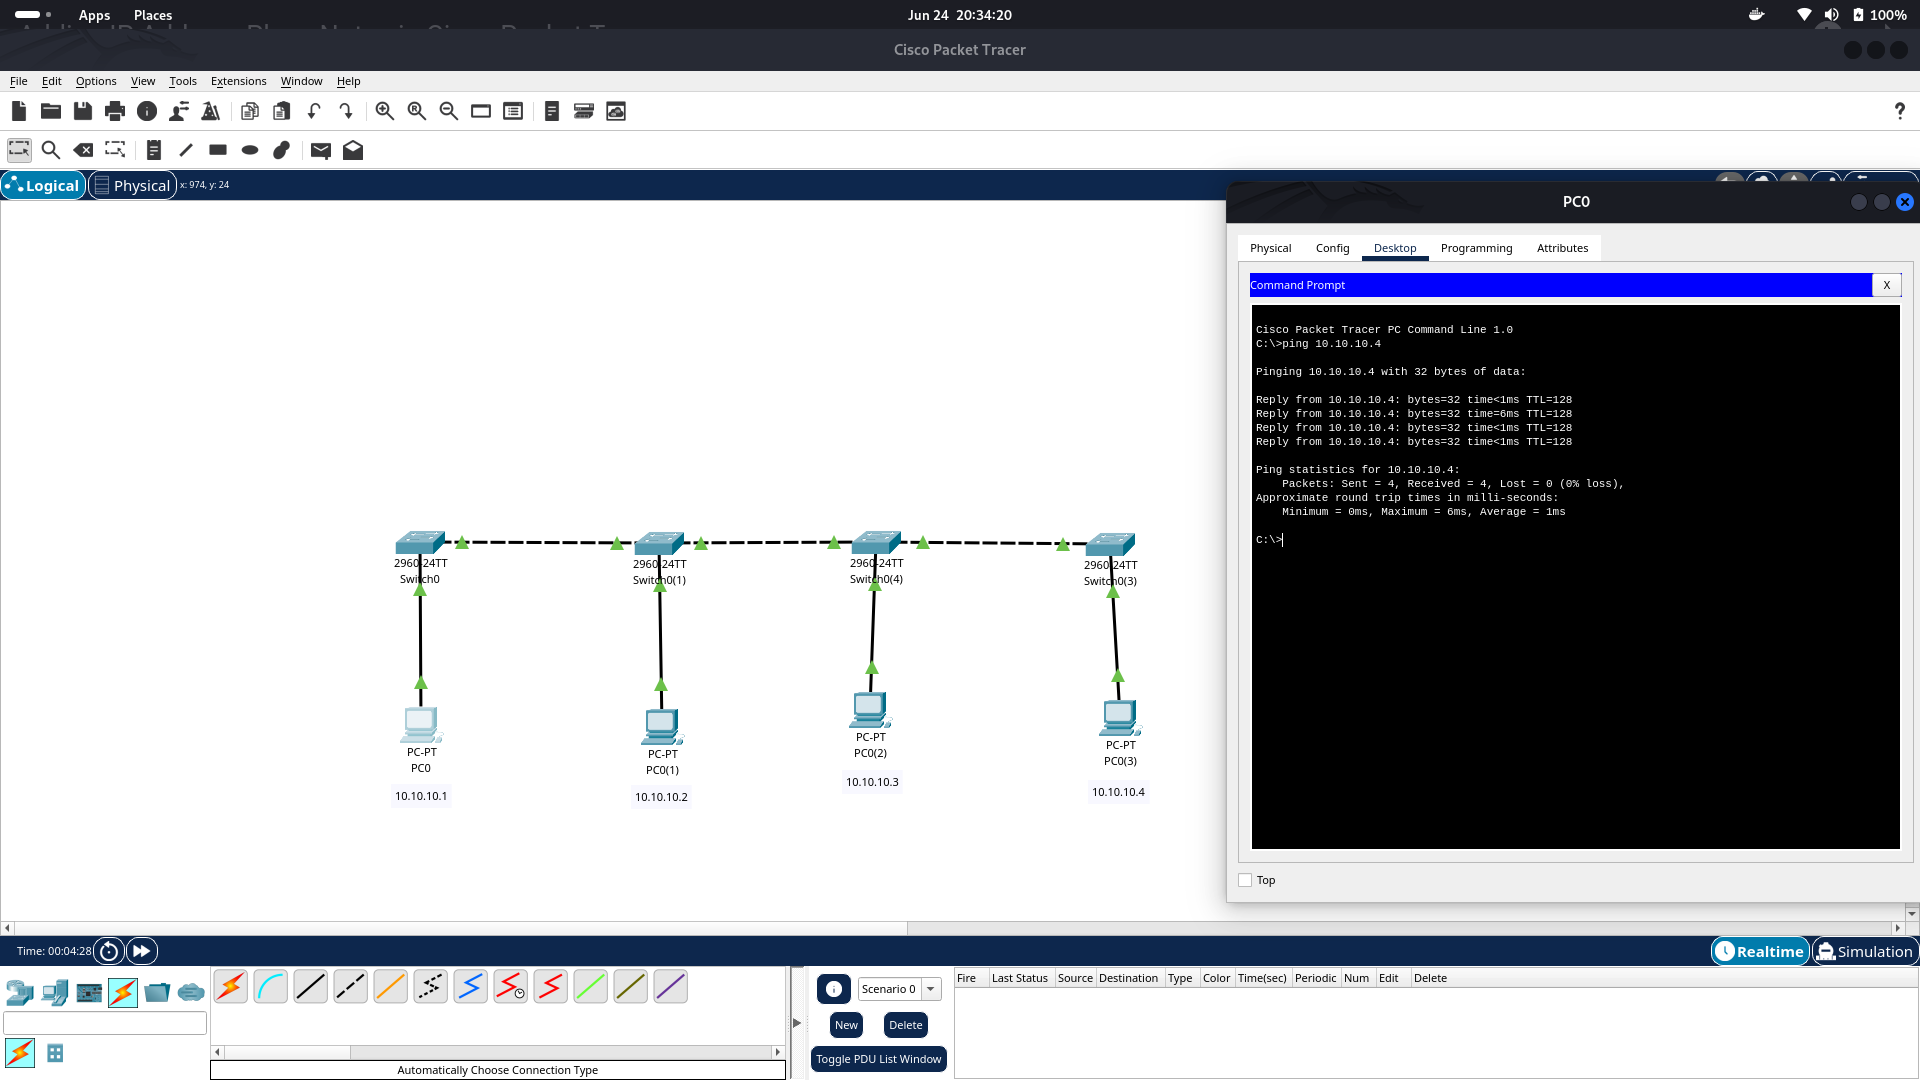 Apps Places
Jun 24 20:34:20
100%
Cisco Packet Tracer
File Edit Options View Tools Extensions Window Help
?
Logical
Physical
x: 974, y: 24
PC0
Physical Config Desktop Programming Attributes
Command Prompt
X
Cisco Packet Tracer PC Command Line 1.0
C:\>ping 10.10.10.4
Pinging 10.10.10.4 with 32 bytes of data:
Reply from 10.10.10.4: bytes=32 time<1ms TTL=128
Reply from 10.10.10.4: bytes=32 time=6ms TTL=128
Reply from 10.10.10.4: bytes=32 time<1ms TTL=128
Reply from 10.10.10.4: bytes=32 time<1ms TTL=128
Ping statistics for 10.10.10.4:
Packets: Sent = 4, Received = 4, Lost = 0 (0% loss),
Approximate round trip times in milli-seconds:
Minimum = 0ms, Maximum = 6ms, Average = 1ms
C:\>
Top
2960-24TT
Switch0
2960-24TT
Switch0(1)
2960-24TT
Switch0(4)
2960-24TT
Switch0(3)
PC-PT
PC0
10.10.10.1
PC-PT
PC0(1)
10.10.10.2
PC-PT
PC0(2)
10.10.10.3
PC-PT
PC0(3)
10.10.10.4
Time: 00:04:28
Realtime
Simulation
Automatically Choose Connection Type
Scenario 0
New
Delete
Toggle PDU List Window
Fire Last Status Source Destination Type Color Time(sec) Periodic Num Edit Delete